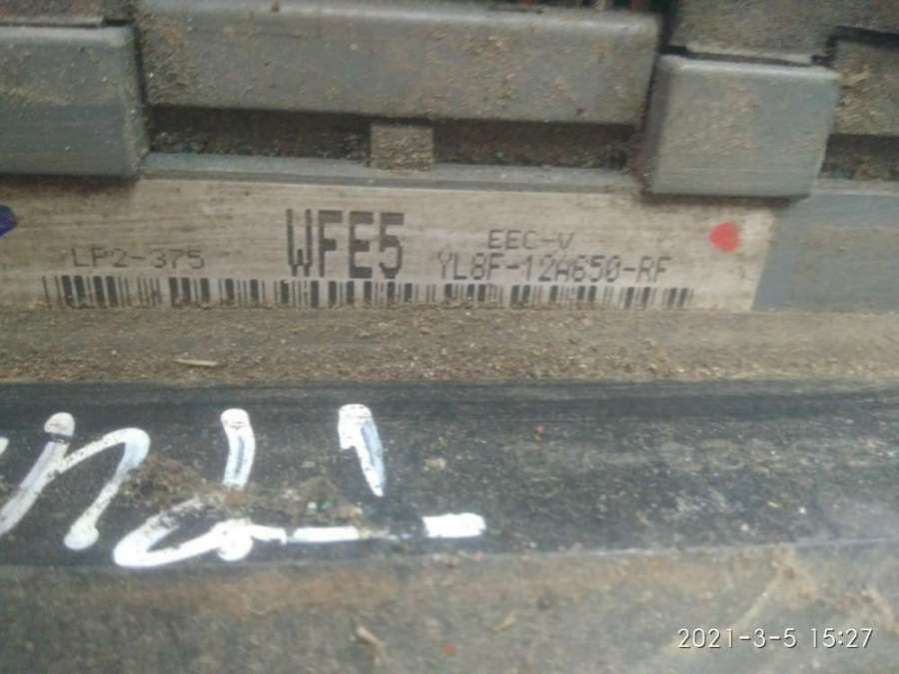 WFE5
EEC-V
LP2-375
YL8F-12A650-RF
2021-3-5 15:27